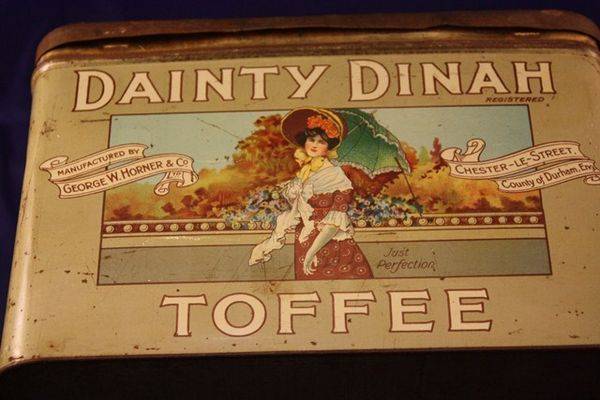 DAINTY DINAH
REGISTERED
MANUFACTURED BY
GEORGE W. HORNER & Co
LTD
CHESTER-LE-STREET,
County of Durham, Eng.
Just
Perfection
TOFFEE